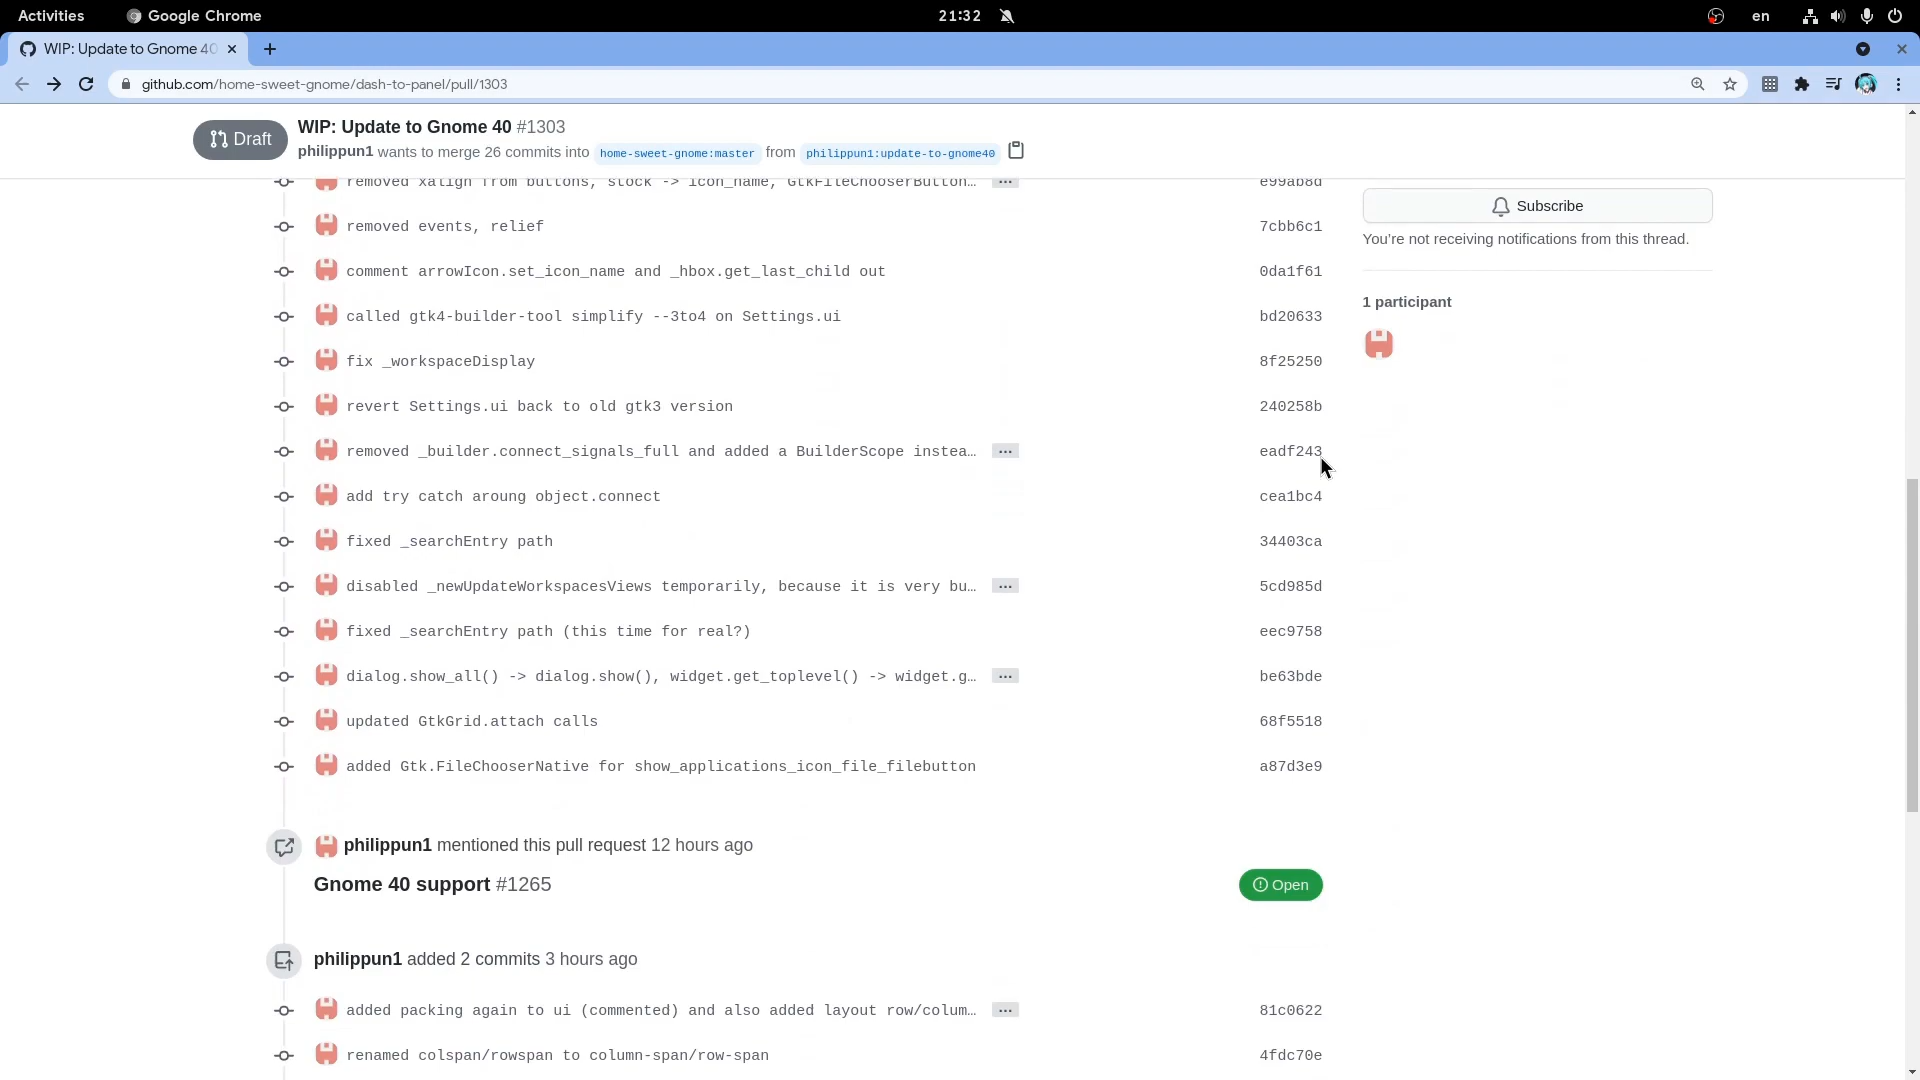 Activities
Google Chrome
21:32
en
WIP: Update to Gnome 40
github.com/home-sweet-gnome/dash-to-panel/pull/1303
Draft
WIP: Update to Gnome 40 #1303
philippun1 wants to merge 26 commits into home-sweet-gnome:master from philippun1:update-to-gnome40
removed xalign from buttons, stock -> icon_name, GtkFileChooserButton… ... e99ab8d
removed events, relief 7cbb6c1
comment arrowIcon.set_icon_name and _hbox.get_last_child out 0da1f61
called gtk4-builder-tool simplify --3to4 on Settings.ui bd20633
fix _workspaceDisplay 8f25250
revert Settings.ui back to old gtk3 version 240258b
removed _builder.connect_signals_full and added a BuilderScope instea… ... eadf243
add try catch aroung object.connect cea1bc4
fixed _searchEntry path 34403ca
disabled _newUpdateWorkspacesViews temporarily, because it is very bu… ... 5cd985d
fixed _searchEntry path (this time for real?) eec9758
dialog.show_all() -> dialog.show(), widget.get_toplevel() -> widget.g… ... be63bde
updated GtkGrid.attach calls 68f5518
added Gtk.FileChooserNative for show_applications_icon_file_filebutton a87d3e9
philippun1 mentioned this pull request 12 hours ago
Gnome 40 support #1265
Open
philippun1 added 2 commits 3 hours ago
added packing again to ui (commented) and also added layout row/colum… ... 81c0622
renamed colspan/rowspan to column-span/row-span 4fdc70e
Subscribe
You're not receiving notifications from this thread.
1 participant